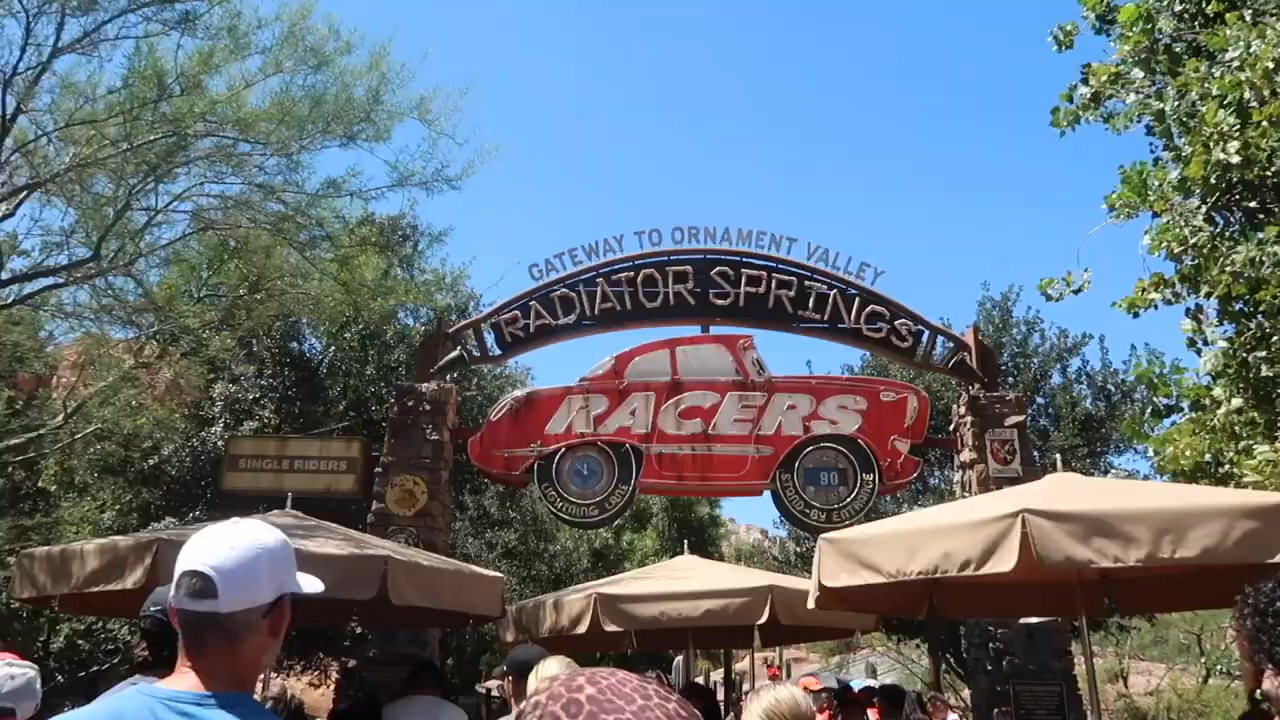 GATEWAY TO ORNAMENT VALLEY
RADIATOR SPRINGS
RACERS
SINGLE RIDERS
LIGHTNING LANE
90
STAND-BY ENTRANCE